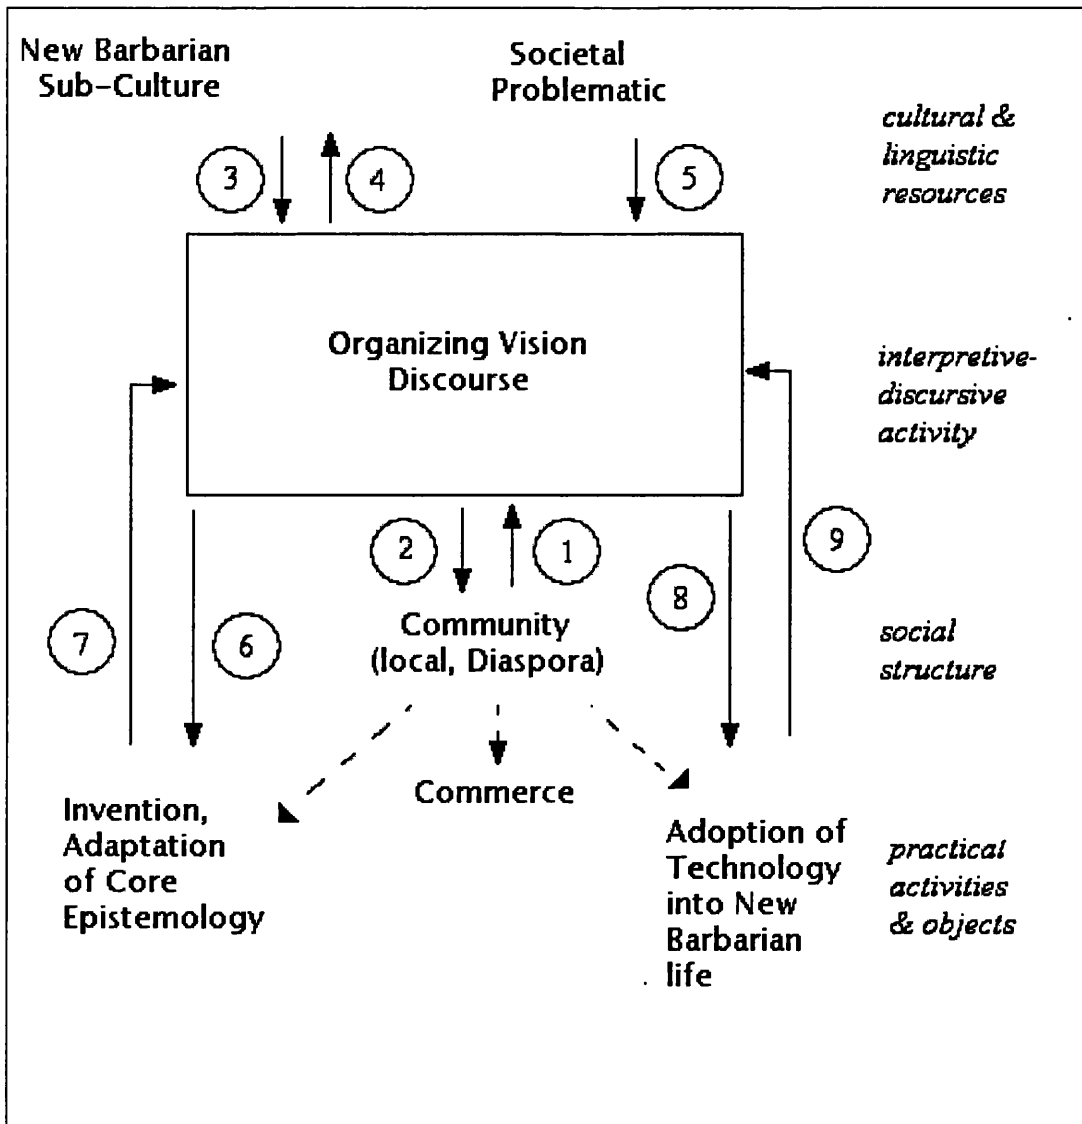 New Barbarian
Sub-Culture
Societal
Problematic
cultural &
linguistic
resources
3
4
5
Organizing Vision
Discourse
interpretive-
discursive
activity
2
1
9
8
7
6
Community
(local, Diaspora)
social
structure
Commerce
Invention,
Adaptation
of Core
Epistemology
Adoption of
Technology
into New
Barbarian
life
practical
activities
& objects